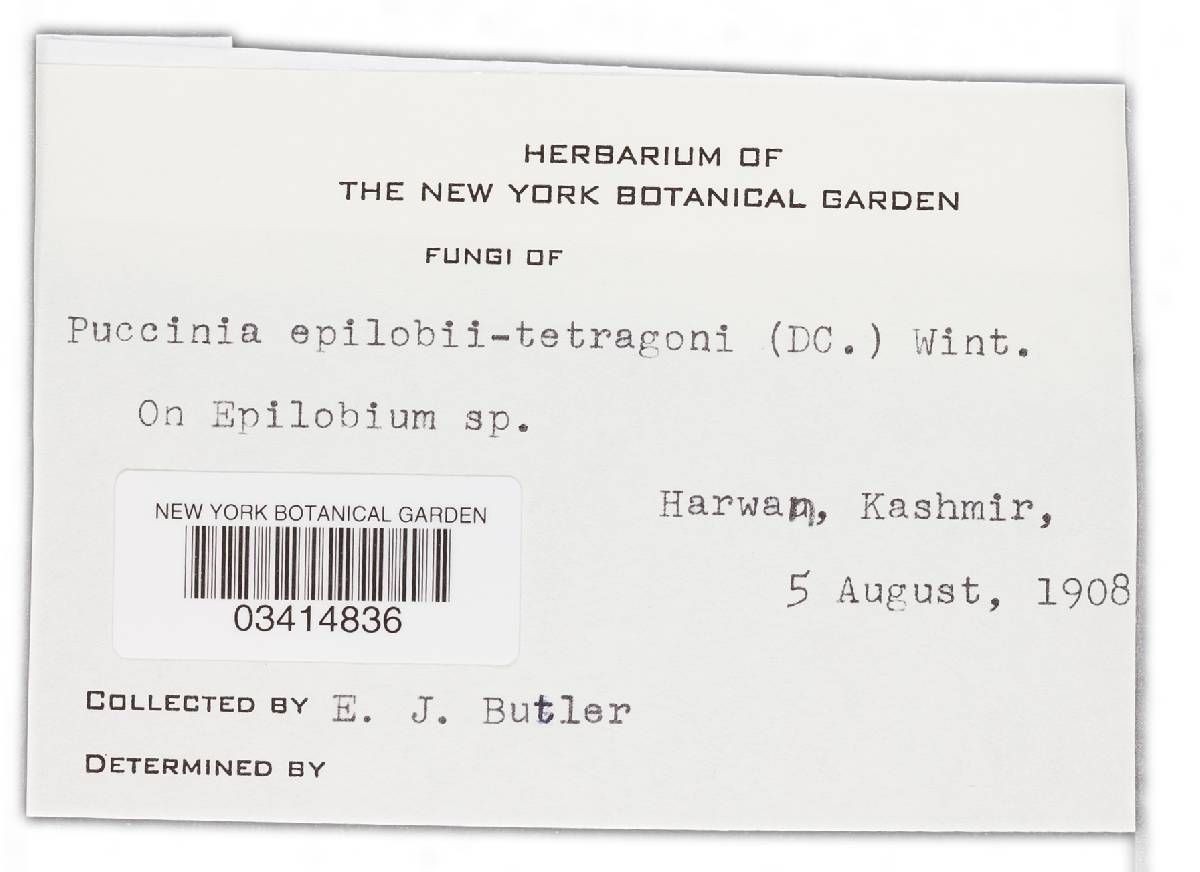 HERBARIUM OF
THE NEW YORK BOTANICAL GARDEN
FUNGI OF
Puccinia epilobii-tetragoni (DC.) Wint.
On Epilobium sp.
NEW YORK BOTANICAL GARDEN
03414836
Harwan, Kashmir,
5 August, 1908
COLLECTED BY E. J. Butler
DETERMINED BY